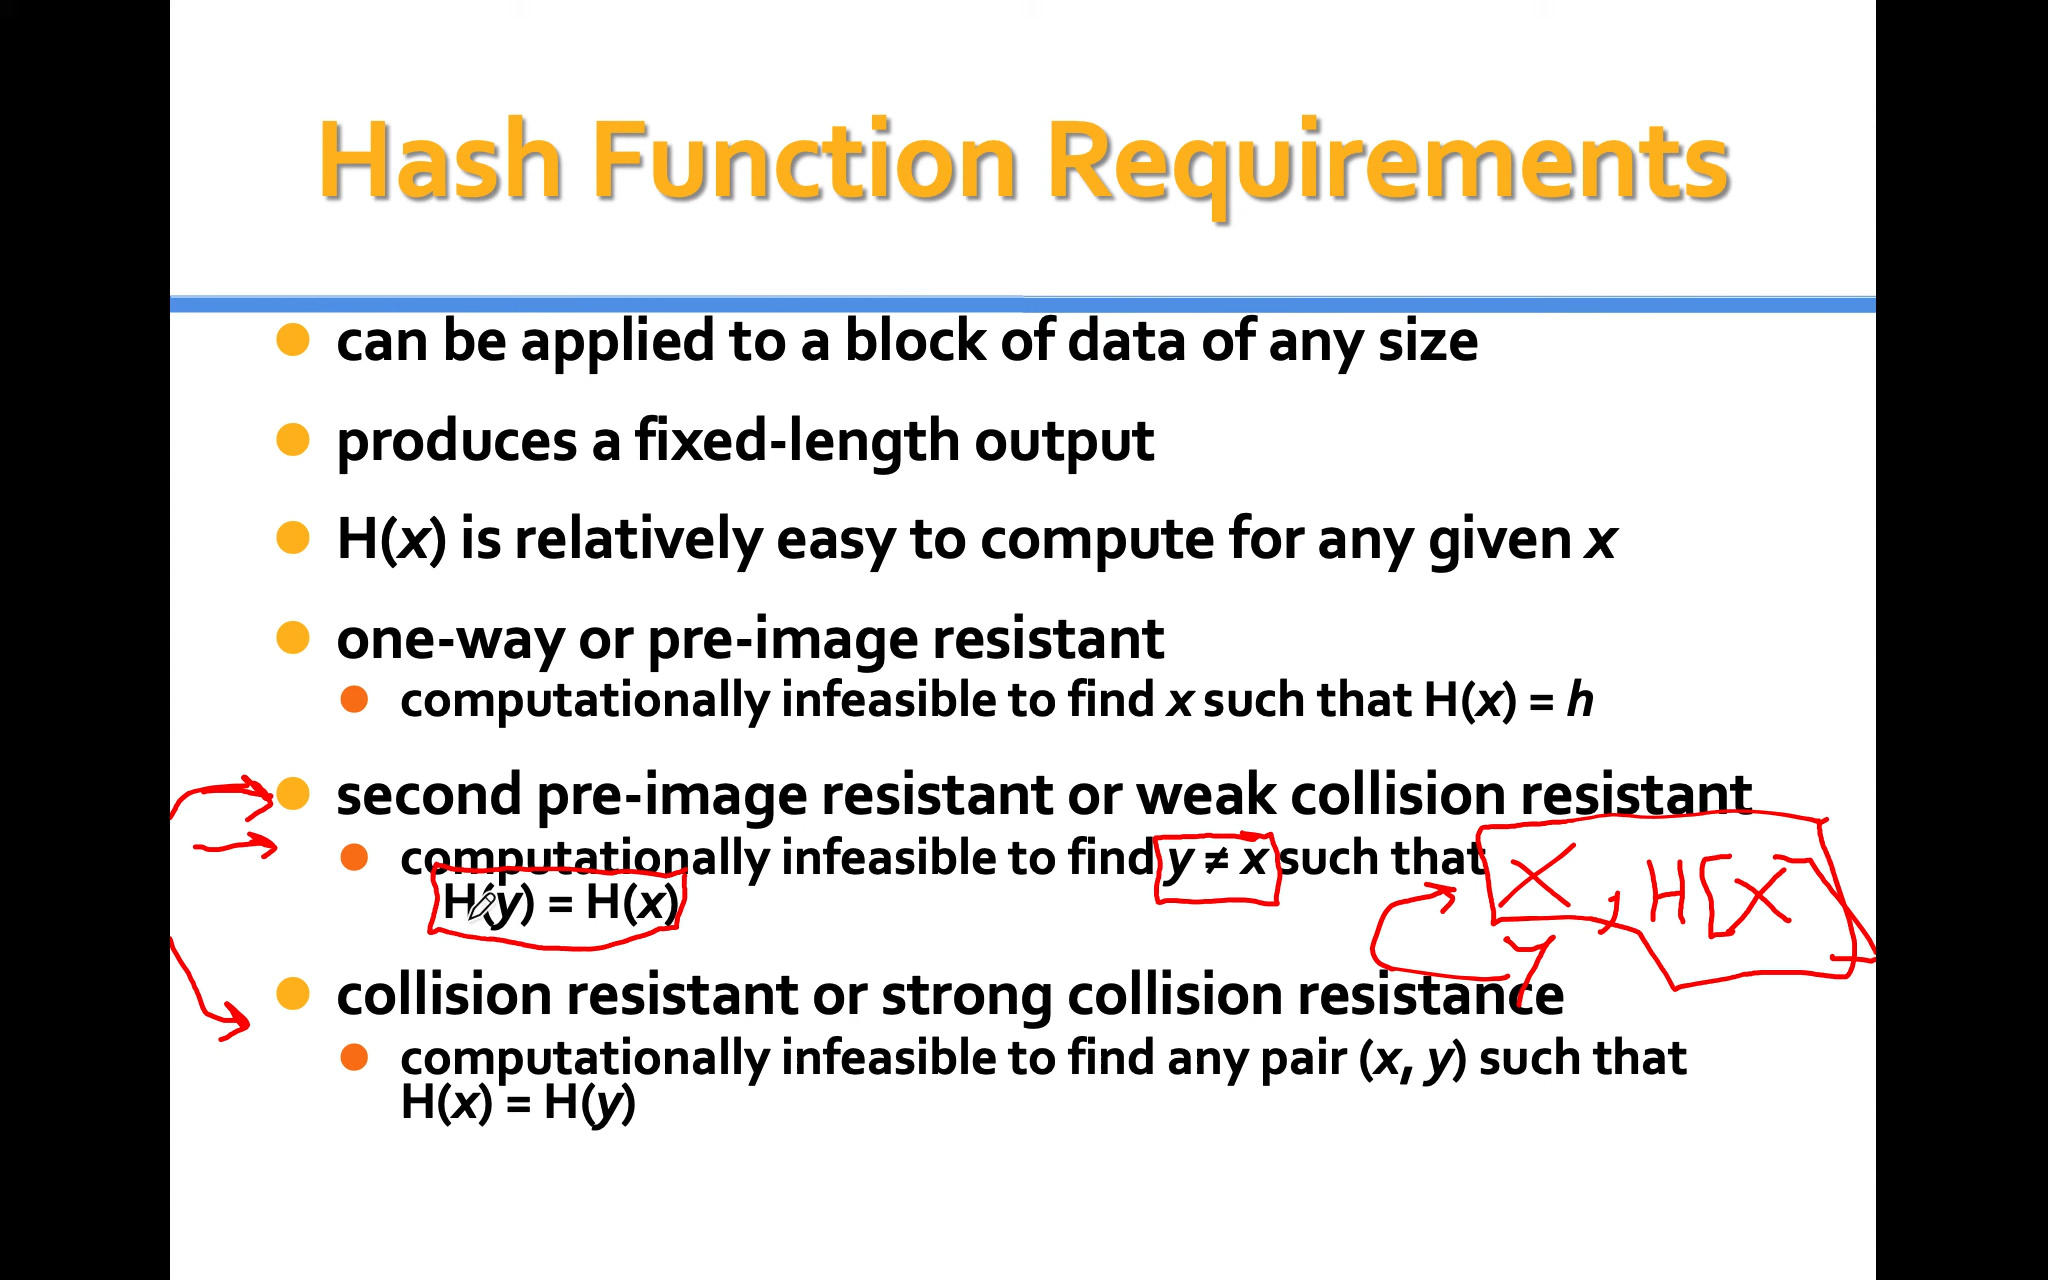 Hash Function Requirements
can be applied to a block of data of any size
produces a fixed-length output
H(x) is relatively easy to compute for any given x
one-way or pre-image resistant
computationally infeasible to find x such that H(x) = h
second pre-image resistant or weak collision resistant
computationally infeasible to find y ≠ x such that
H(y) = H(x)
X, H[X
y
collision resistant or strong collision resistance
computationally infeasible to find any pair (x, y) such that
H(x) = H(y)